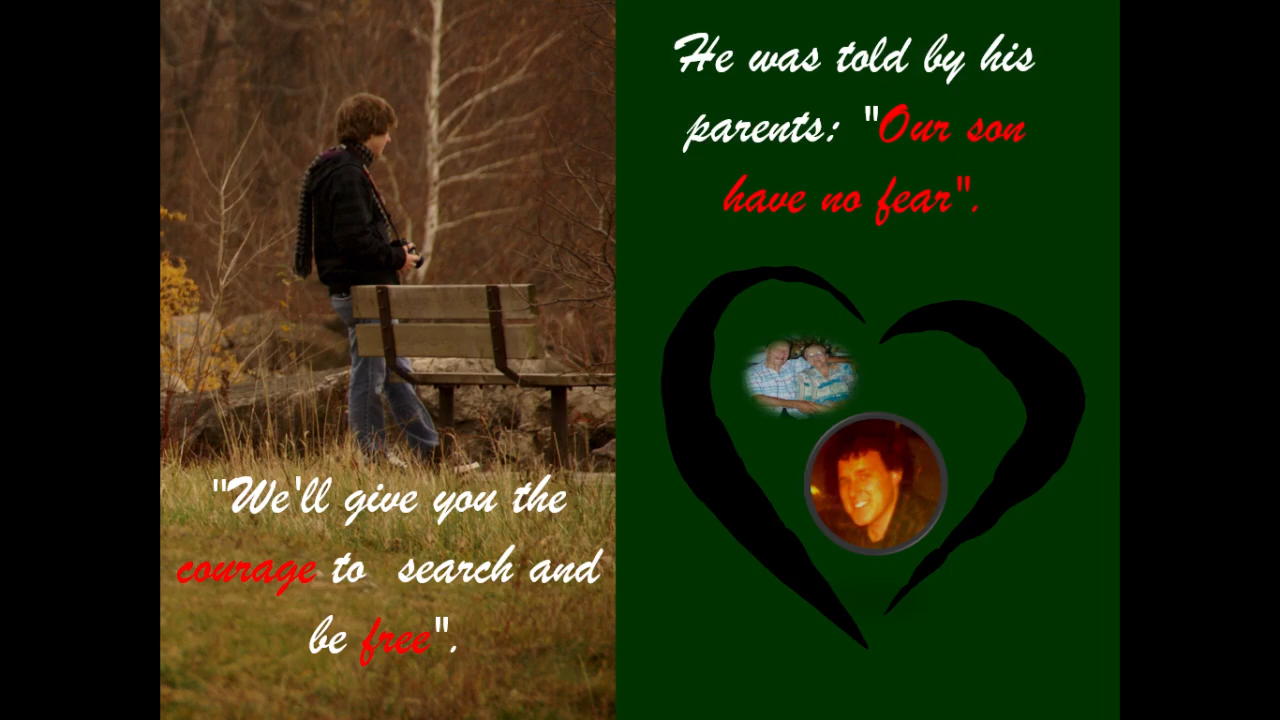 He was told by his
parents: "Our son
have no fear".
"We'll give you the
courage to search and
be free".